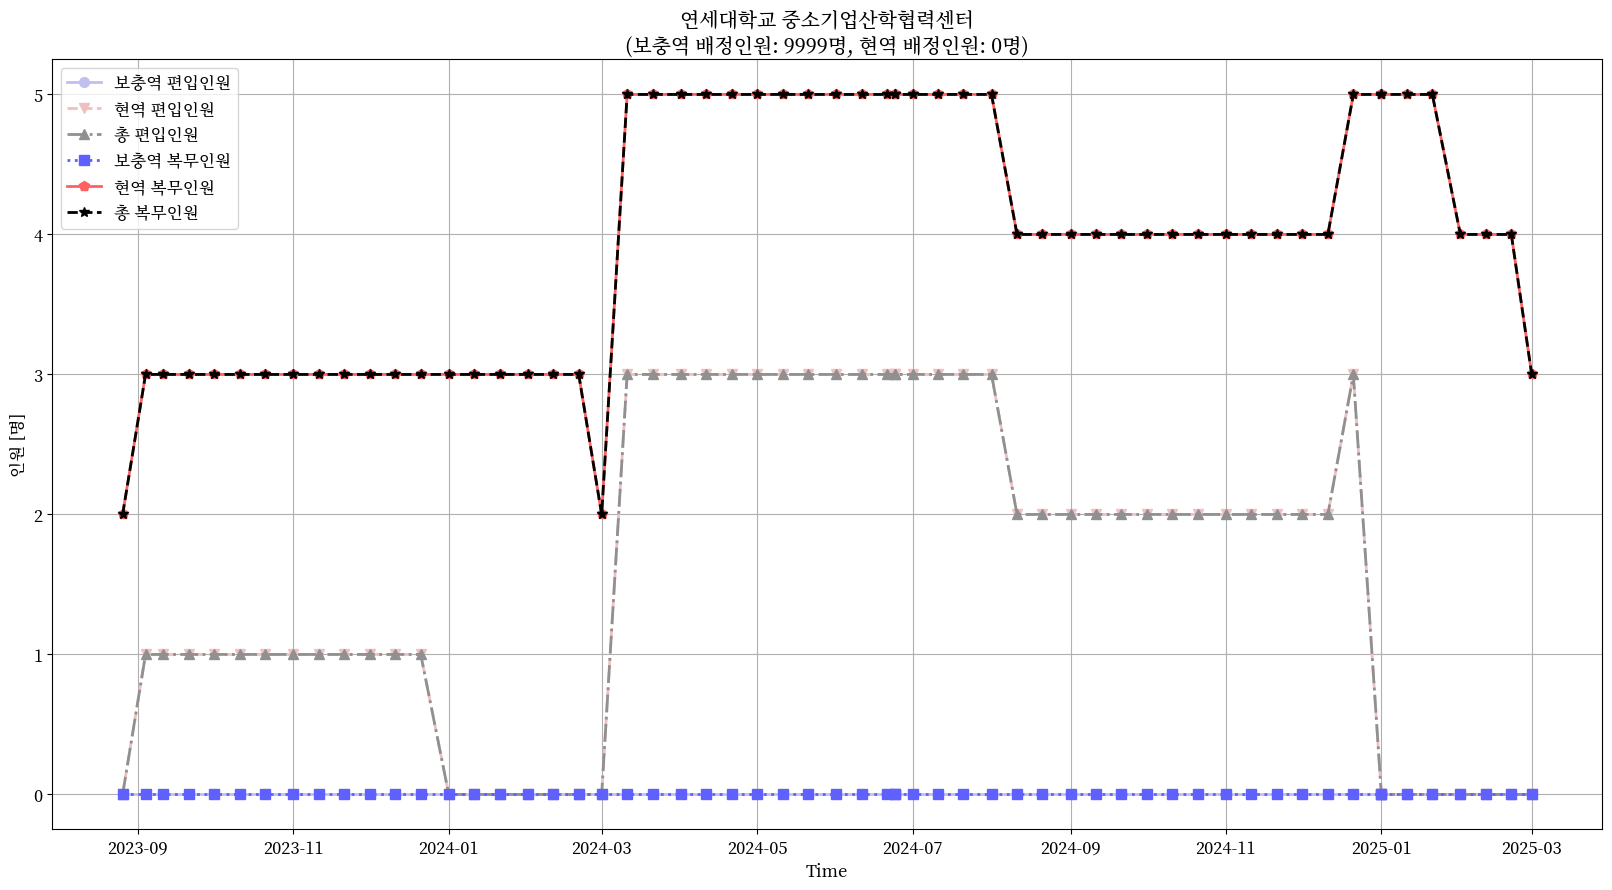 연세대학교 중소기업산학협력센터
(보충역 배정인원: 9999명, 현역 배정인원: 0명)
보충역 편입인원
현역 편입인원
총 편입인원
보충역 복무인원
현역 복무인원
총 복무인원
인원 [명]
5
4
3
2
1
0
2023-09
2023-11
2024-01
2024-03
2024-05
2024-07
2024-09
2024-11
2025-01
2025-03
Time